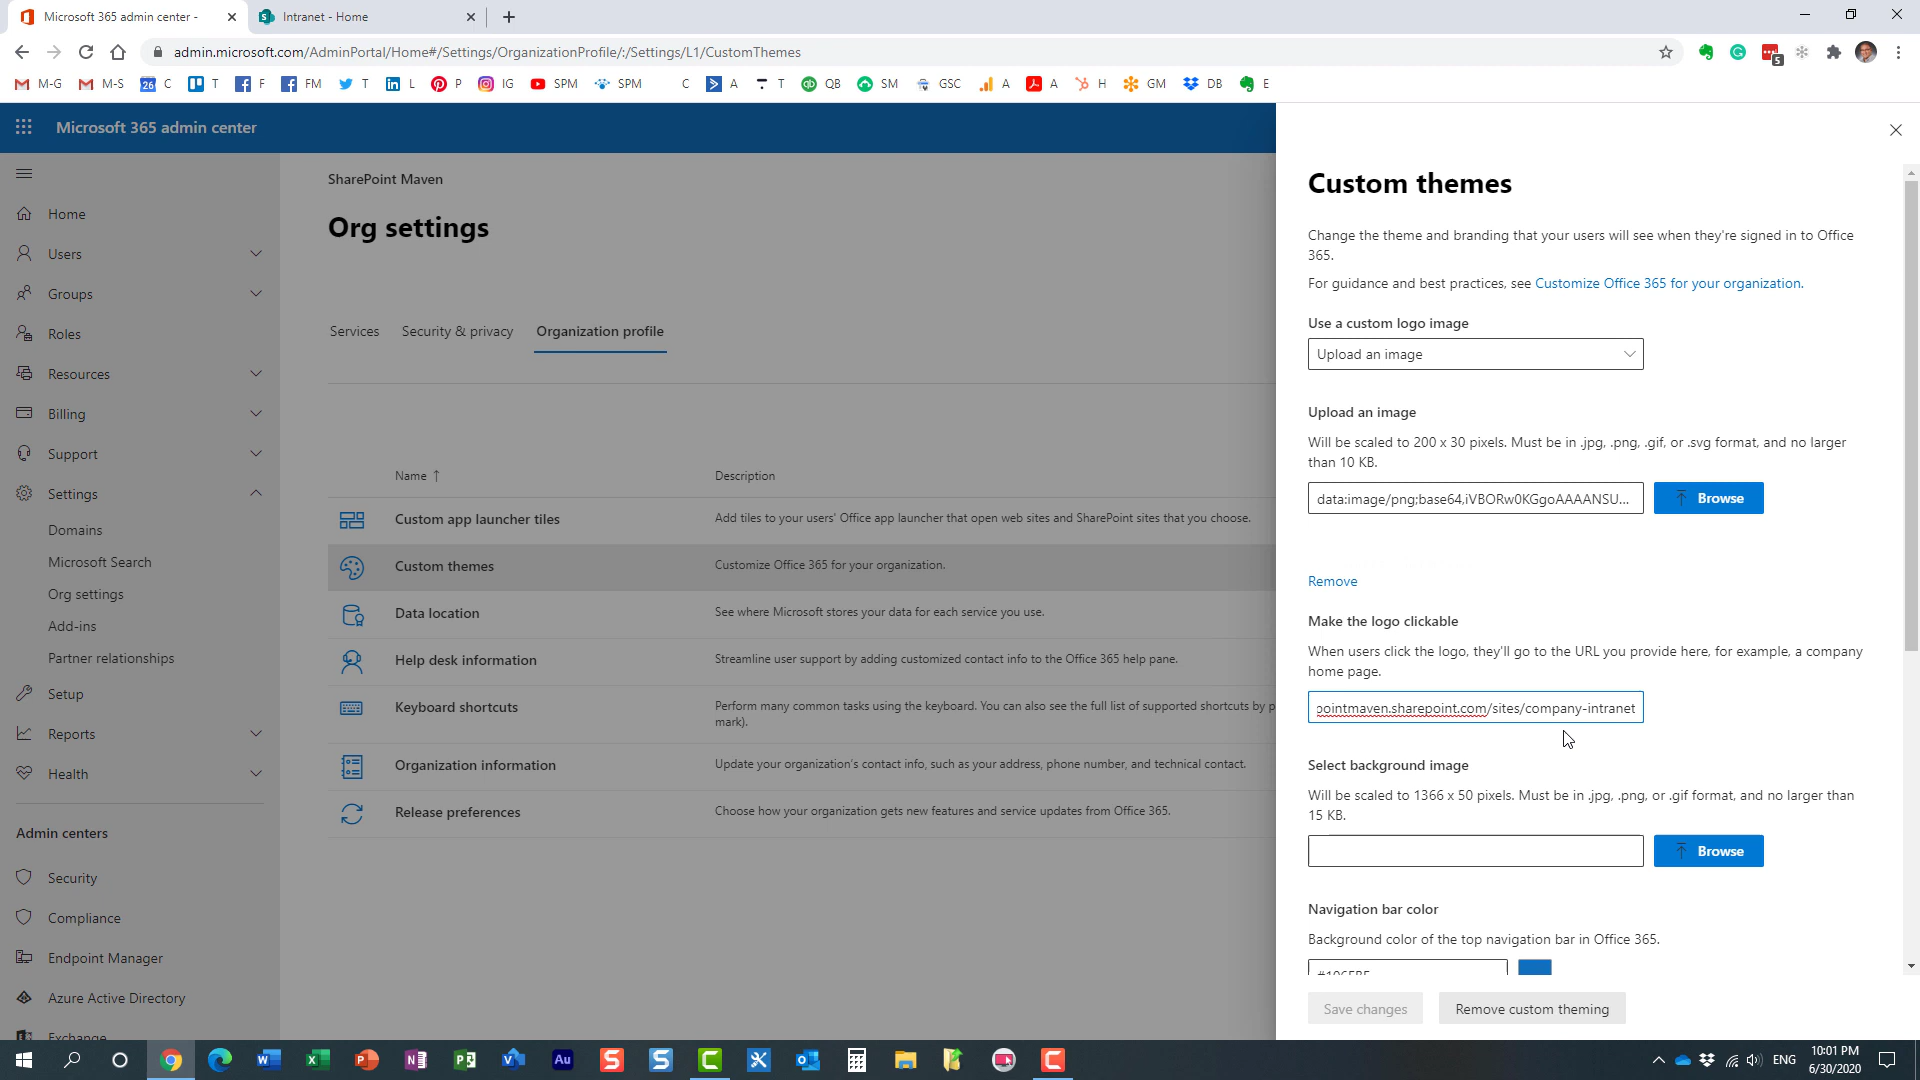 Microsoft 365 admin center -
Intranet - Home
admin.microsoft.com/AdminPortal/Home#/Settings/OrganizationProfile/:/Settings/L1/CustomThemes
5
M-G
M-S
26
C
T
F
FM
T
L
P
IG
SPM
SPM
C
A
T
QB
SM
GSC
A
A
H
GM
DB
E
Microsoft 365 admin center
Home
Users
Groups
Roles
Resources
Billing
Support
Settings
Domains
Microsoft Search
Org settings
Add-ins
Partner relationships
Setup
Reports
Health
Admin centers
Security
Compliance
Endpoint Manager
Azure Active Directory
Exchange
SharePoint Maven
Org settings
Services
Security & privacy
Organization profile
Name ↑
Description
Custom app launcher tiles
Add tiles to your users' Office app launcher that open web sites and SharePoint sites that you choose.
Custom themes
Customize Office 365 for your organization.
Data location
See where Microsoft stores your data for each service you use.
Help desk information
Streamline user support by adding customized contact info to the Office 365 help pane.
Keyboard shortcuts
Perform many common tasks using the keyboard. You can also see the full list of supported shortcuts by p
mark).
Organization information
Update your organization's contact info, such as your address, phone number, and technical contact.
Release preferences
Choose how your organization gets new features and service updates from Office 365.
Custom themes
Change the theme and branding that your users will see when they're signed in to Office
365.
For guidance and best practices, see Customize Office 365 for your organization.
Use a custom logo image
Upload an image
Upload an image
Will be scaled to 200 x 30 pixels. Must be in .jpg, .png, .gif, or .svg format, and no larger
than 10 KB.
data:image/png;base64,iVBORw0KGgoAAAANSU...
Browse
Remove
Make the logo clickable
When users click the logo, they'll go to the URL you provide here, for example, a company
home page.
pointmaven.sharepoint.com/sites/company-intranet
Select background image
Will be scaled to 1366 x 50 pixels. Must be in .jpg, .png, or .gif format, and no larger than
15 KB.
Browse
Navigation bar color
Background color of the top navigation bar in Office 365.
Save changes
Remove custom theming
Au
ENG
10:01 PM
6/30/2020